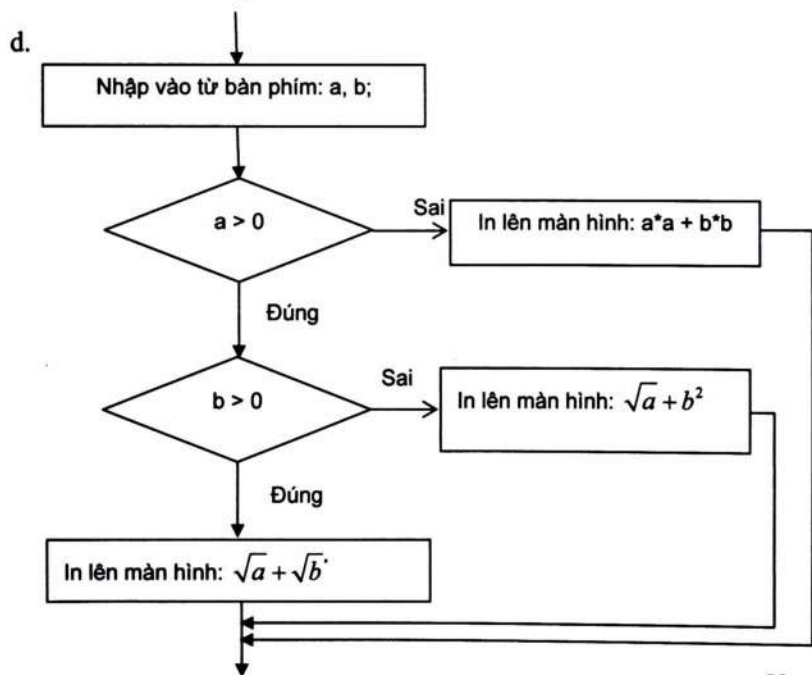 d.
Nhập vào từ bàn phím: a, b;
a > 0
Sai
In lên màn hình: a*a + b*b
Đúng
b > 0
Sai
In lên màn hình: √a + b²
Đúng
In lên màn hình: √a + √b